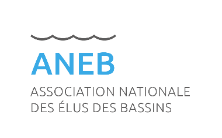 ANEB
ASSOCIATION NATIONALE
DES ÉLUS DES BASSINS